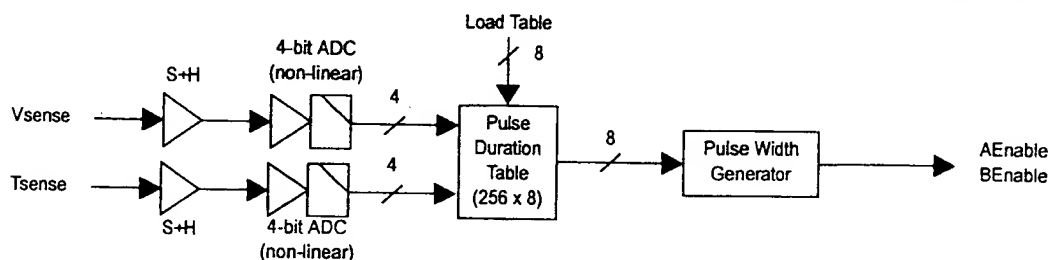 Load Table
8
4-bit ADC
(non-linear)
S+H
4
Vsense
Pulse
Duration
Table
(256 x 8)
8
Pulse Width
Generator
AEnable
BEnable
4
Tsense
S+H
4-bit ADC
(non-linear)